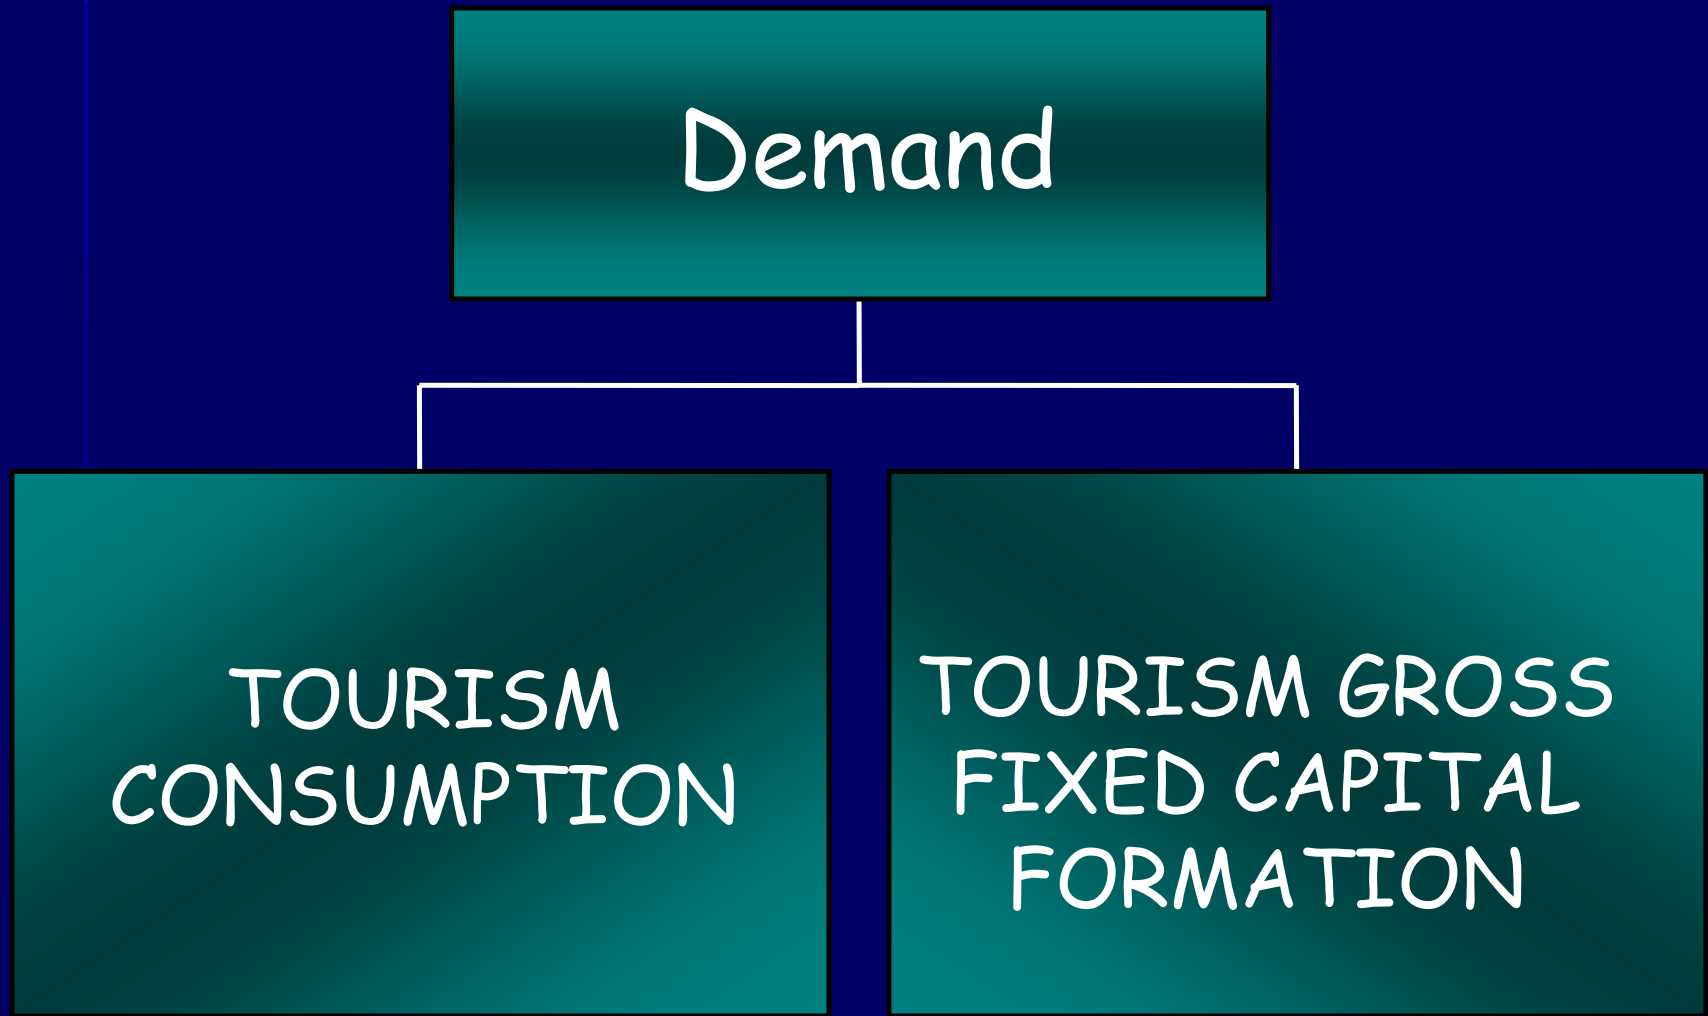 Demand
TOURISM
CONSUMPTION
TOURISM GROSS
FIXED CAPITAL
FORMATION